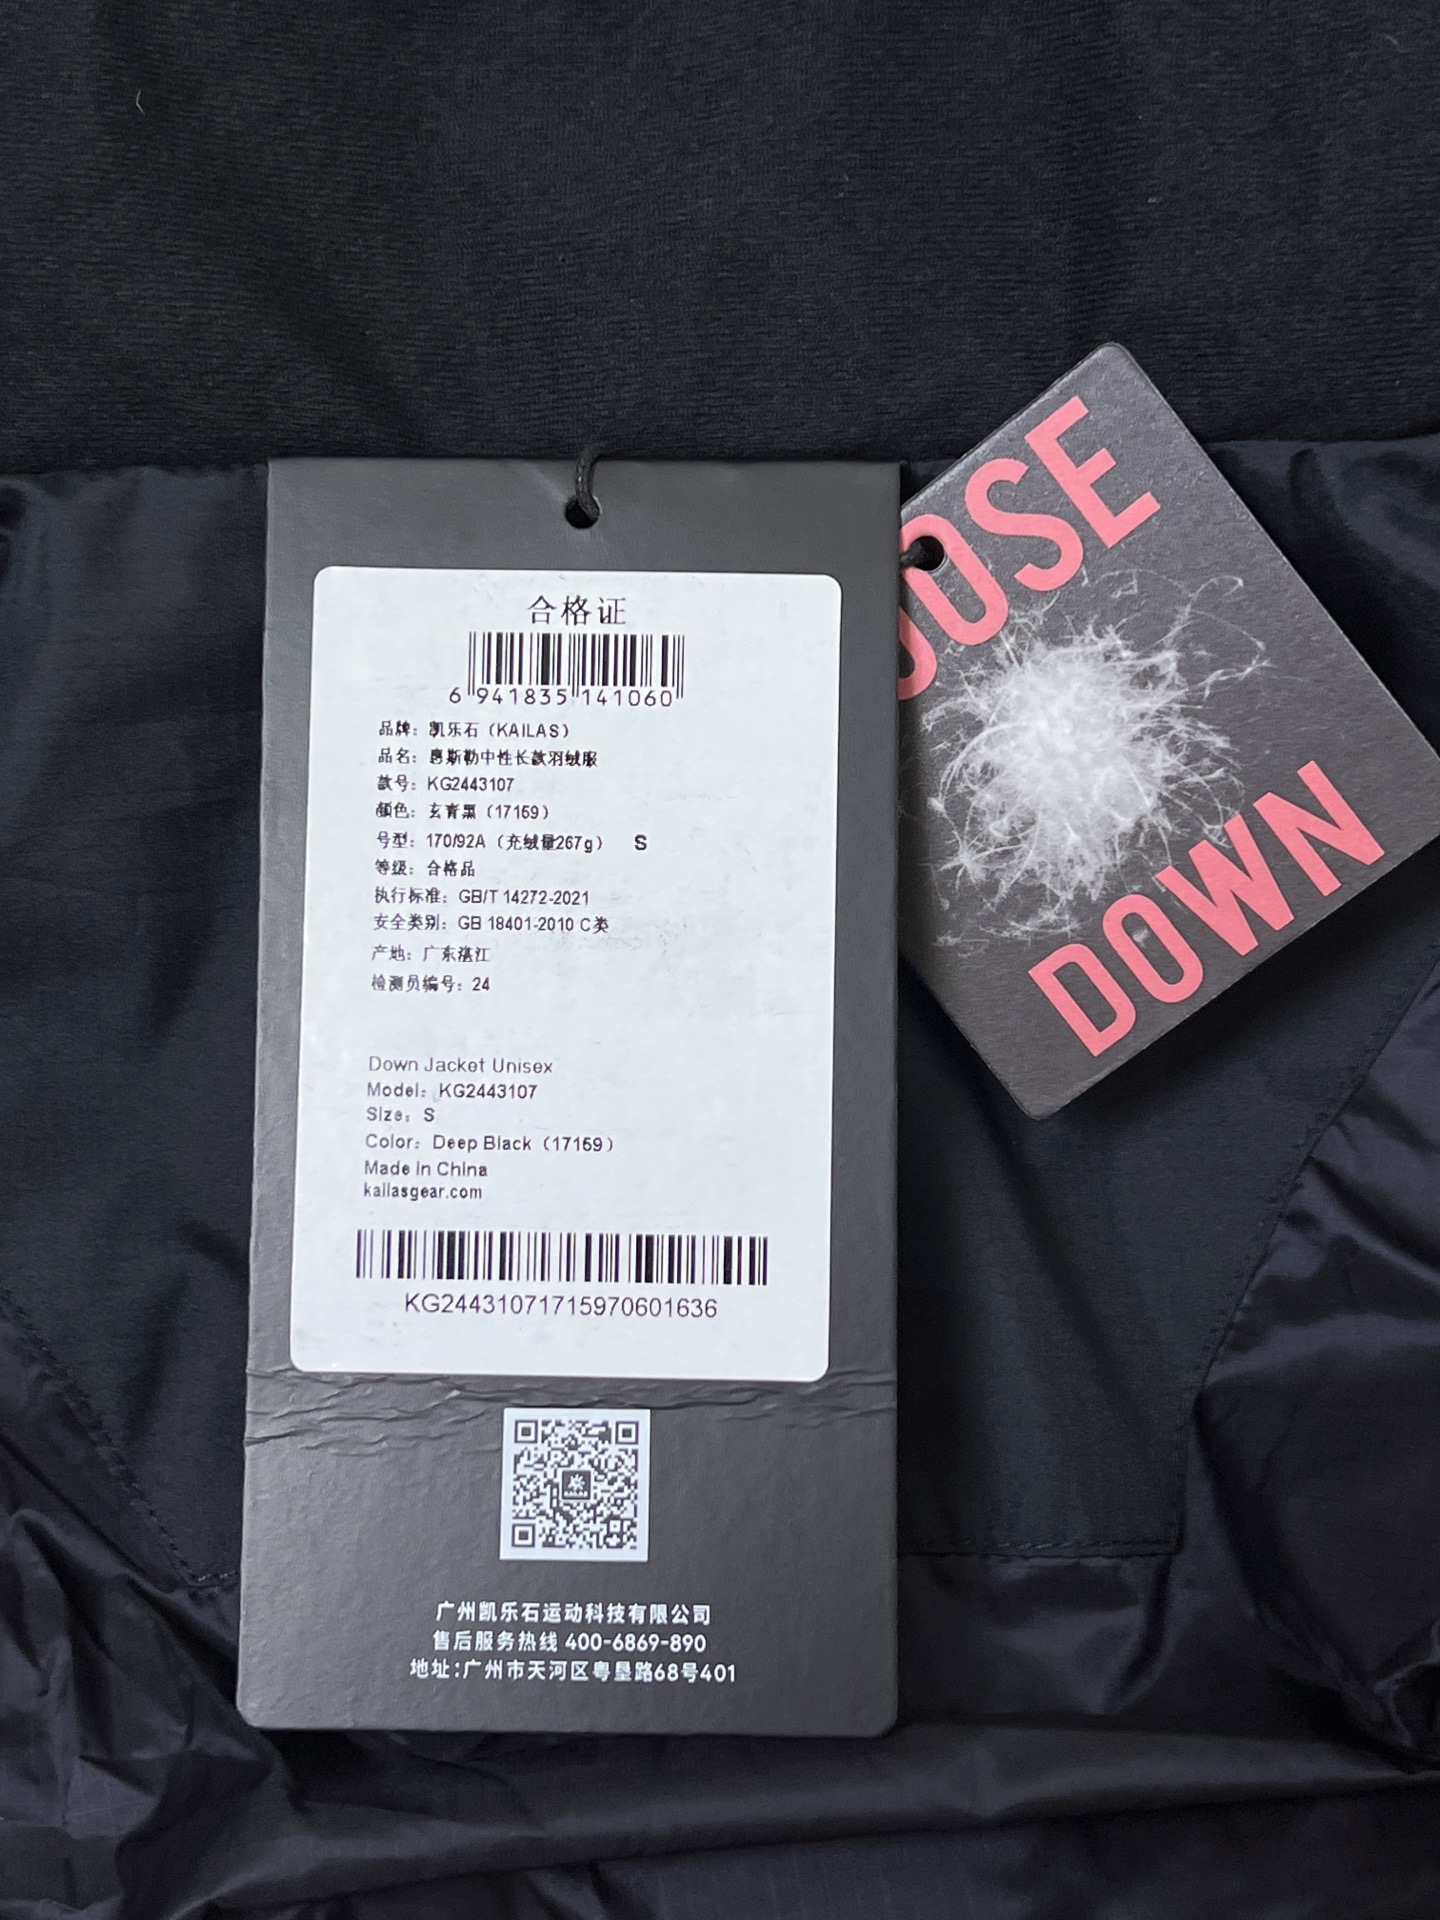 合格证
6 941835 141060
品牌：凯乐石（KAILAS）
品名：恩斯勒中性长款羽绒服
款号：KG2443107
颜色：玄青黑（17159）
号型：170/92A（充绒量267g） S
等级：合格品
执行标准：GB/T 14272-2021
安全类别：GB 18401-2010 C类
产地：广东湛江
检测员编号：24
Down Jacket Unisex
Model：KG2443107
Size：S
Color：Deep Black（17159）
Made in China
kailasgear.com
KG24431071715970601636
广州凯乐石运动科技有限公司
售后服务热线 400-6869-890
地址：广州市天河区粤垦路68号401
OOSE
DOWN